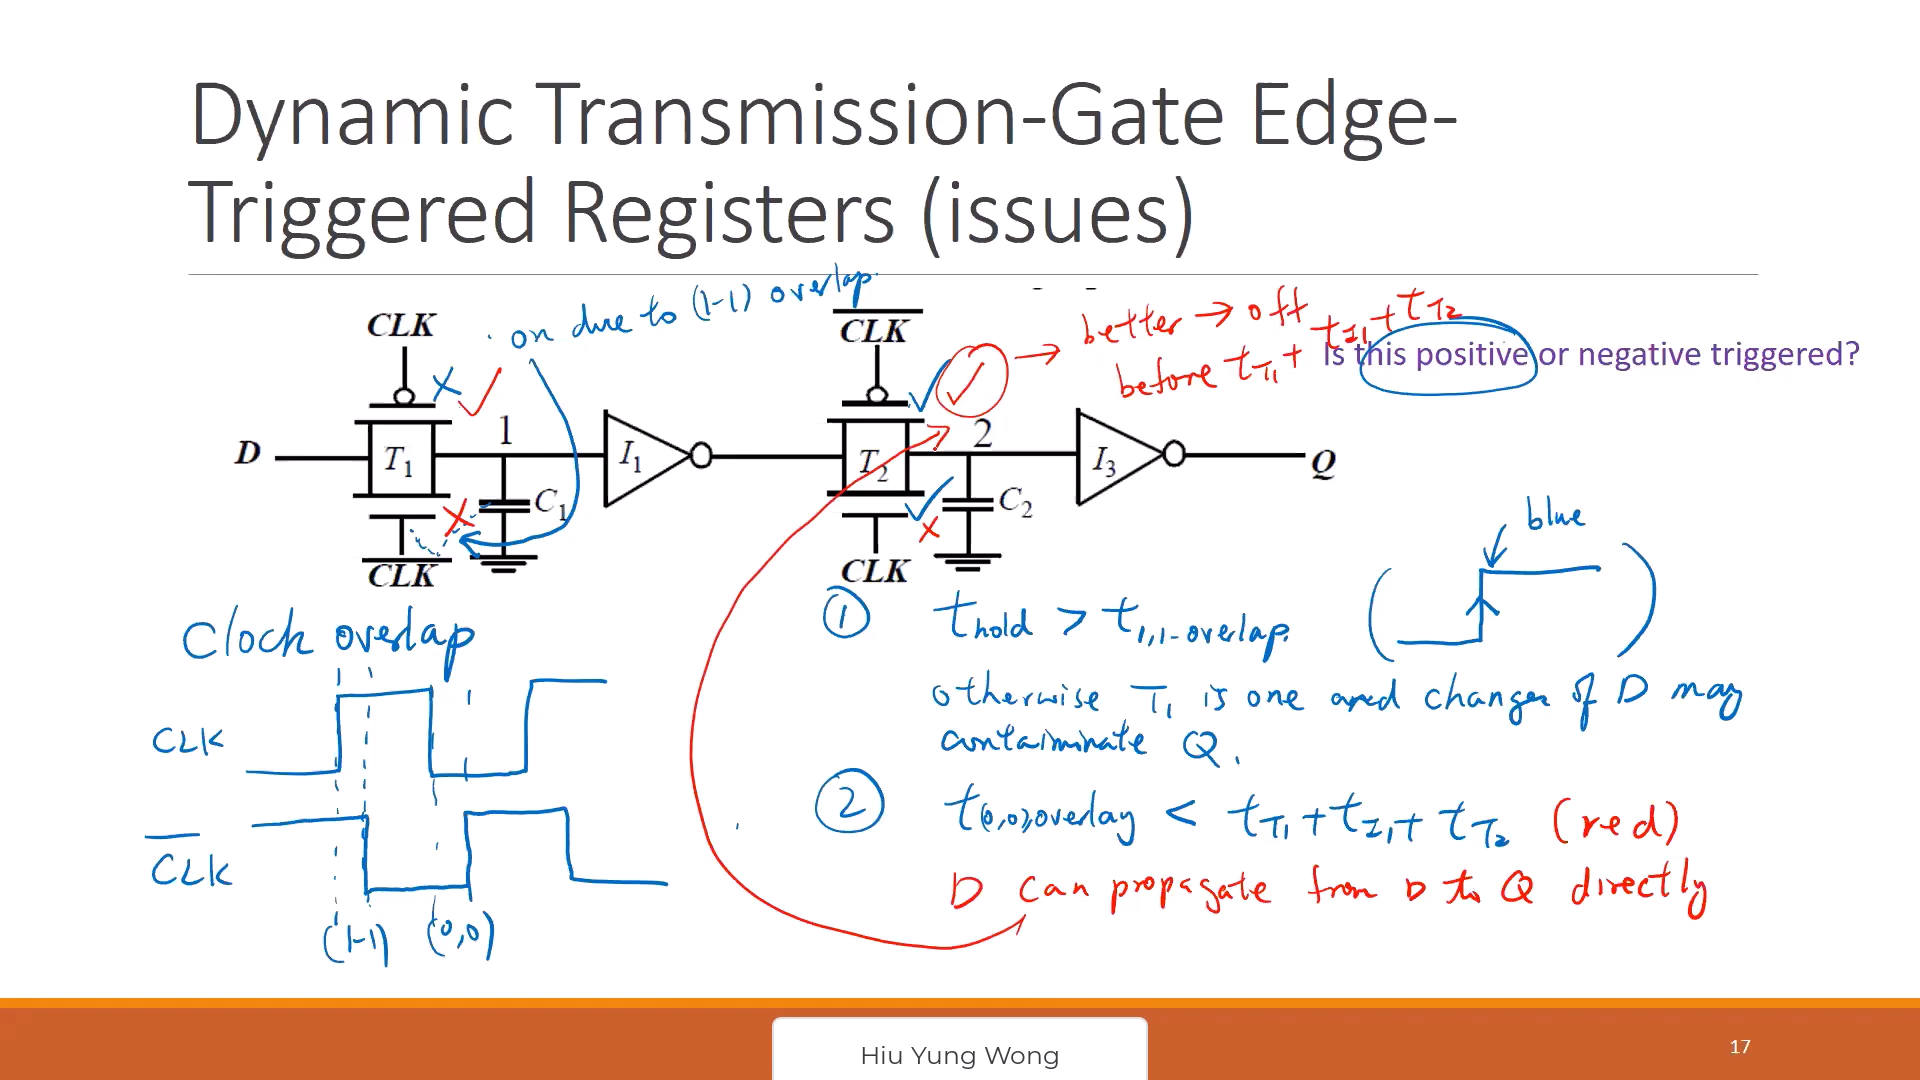 Dynamic Transmission-Gate Edge-
Triggered Registers (issues)
on due to (1-1) overlap.
better → off
before tT1 + tI1 + tT2
Is this positive or negative triggered?
CLK
CLK
D
T1
1
I1
T2
2
I3
Q
C1
C2
CLK
CLK
blue
Clock overlap
① thold > t1,1-overlap.
otherwise T1 is one and changes of D may
contaiminate Q.
CLK
② t(0,0),overlay < tT1 + tI1 + tT2 (red)
CLK
D can propagate from D to Q directly
(1-1) (0,0)
Hiu Yung Wong
17